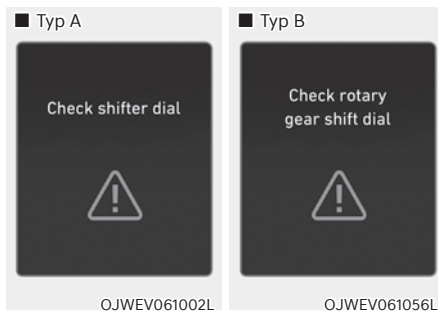 ■ Typ A
Check shifter dial
OJWEV061002L
■ Typ B
Check rotary
gear shift dial
OJWEV061056L